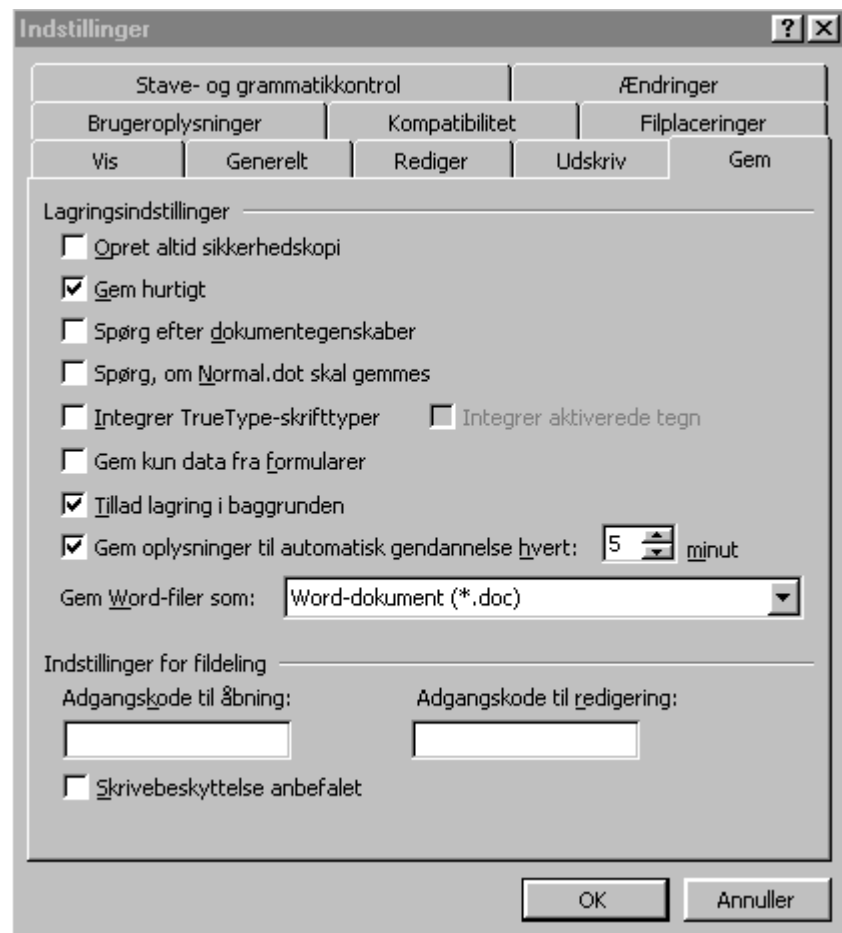 Indstillinger
Stave- og grammatikkontrol Ændringer
Brugeroplysninger Kompatibilitet Filplaceringer
Vis Generelt Rediger Udskriv Gem
Lagringsindstillinger
Opret altid sikkerhedskopi
Gem hurtigt
Spørg efter dokumentegenskaber
Spørg, om Normal.dot skal gemmes
Integrer TrueType-skrifttyper Integrer aktiverede tegn
Gem kun data fra formularer
Tillad lagring i baggrunden
Gem oplysninger til automatisk gendannelse hvert: 5 minut
Gem Word-filer som: Word-dokument (*.doc)
Indstillinger for fildeling
Adgangskode til åbning: Adgangskode til redigering:
Skrivebeskyttelse anbefalet
OK Annuller